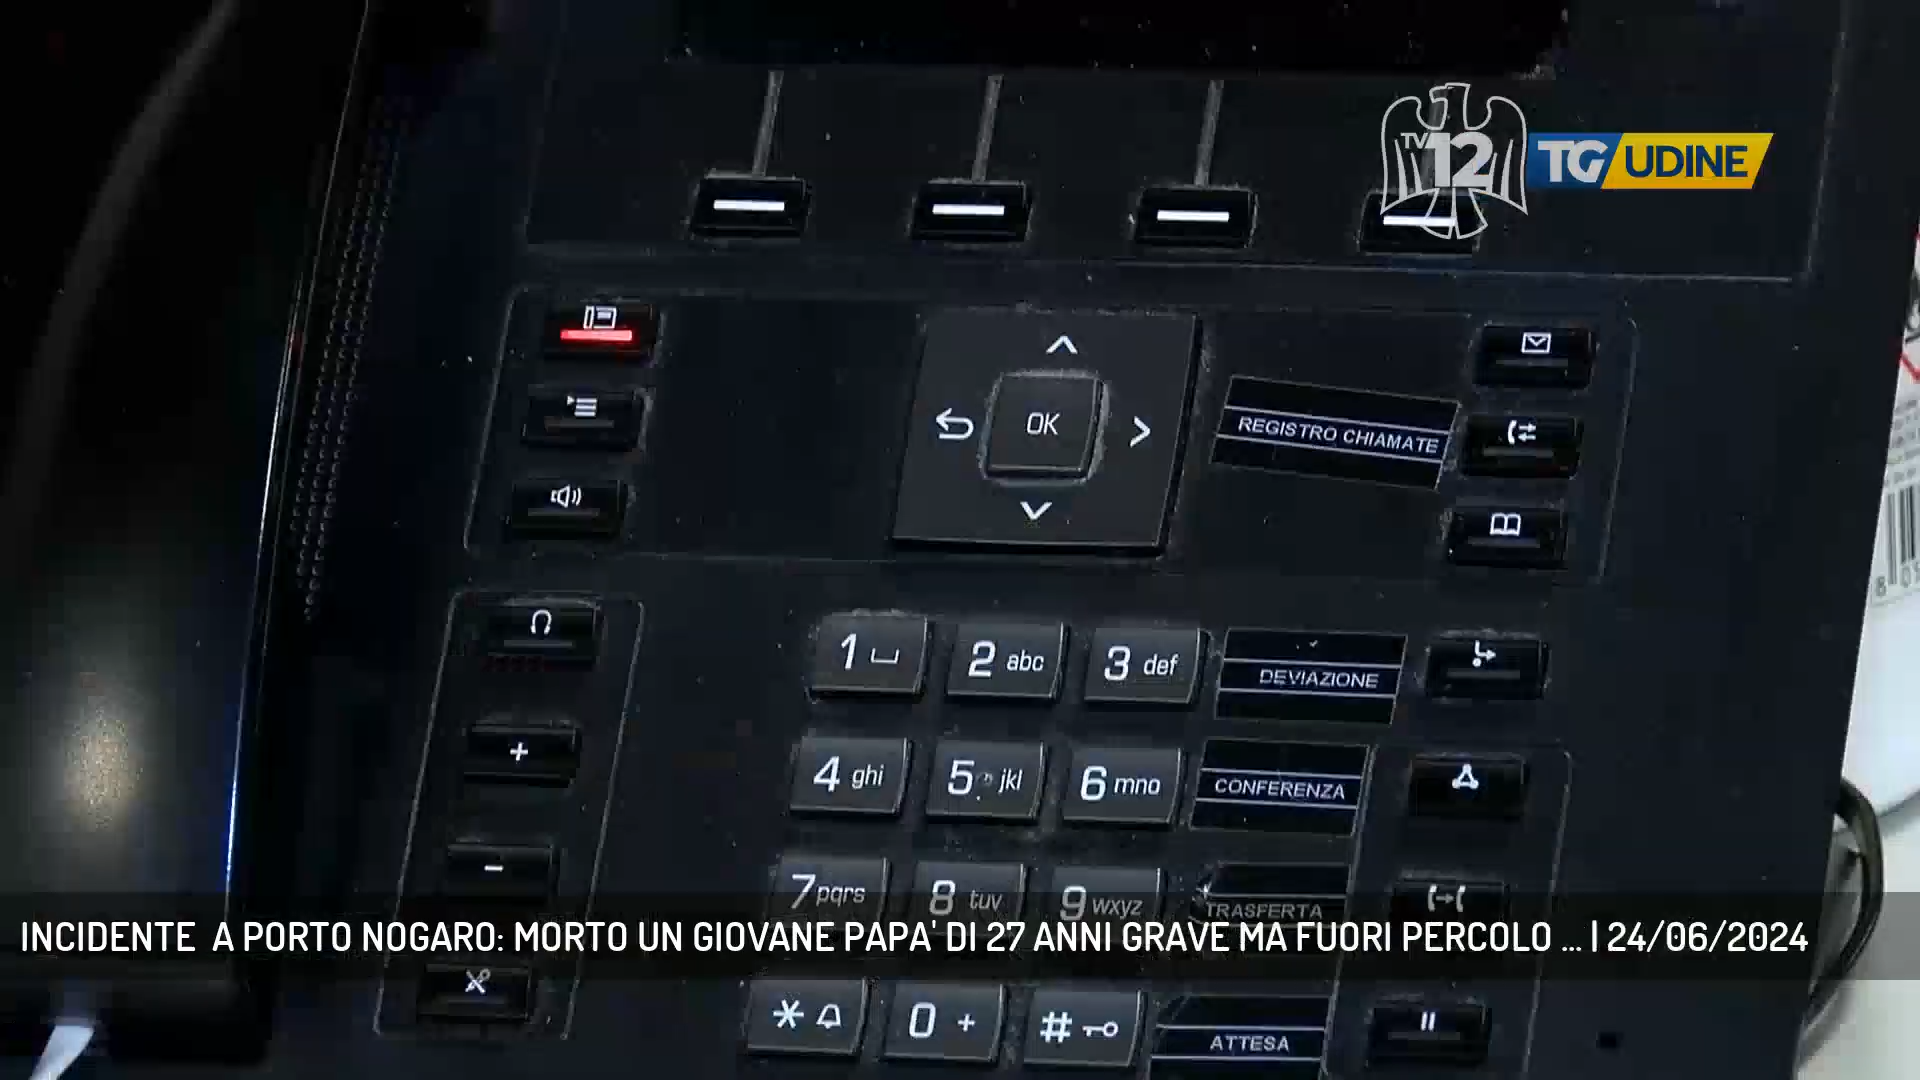 TV 12 TG UDINE
OK
REGISTRO CHIAMATE
1 2 abc 3 def
DEVIAZIONE
4 ghi 5 jkl 6 mno
CONFERENZA
7 pqrs 8 tuv 9 wxyz
TRASFERTA
INCIDENTE A PORTO NOGARO: MORTO UN GIOVANE PAPA' DI 27 ANNI GRAVE MA FUORI PERCOLO ... | 24/06/2024
* 0 + #
ATTESA